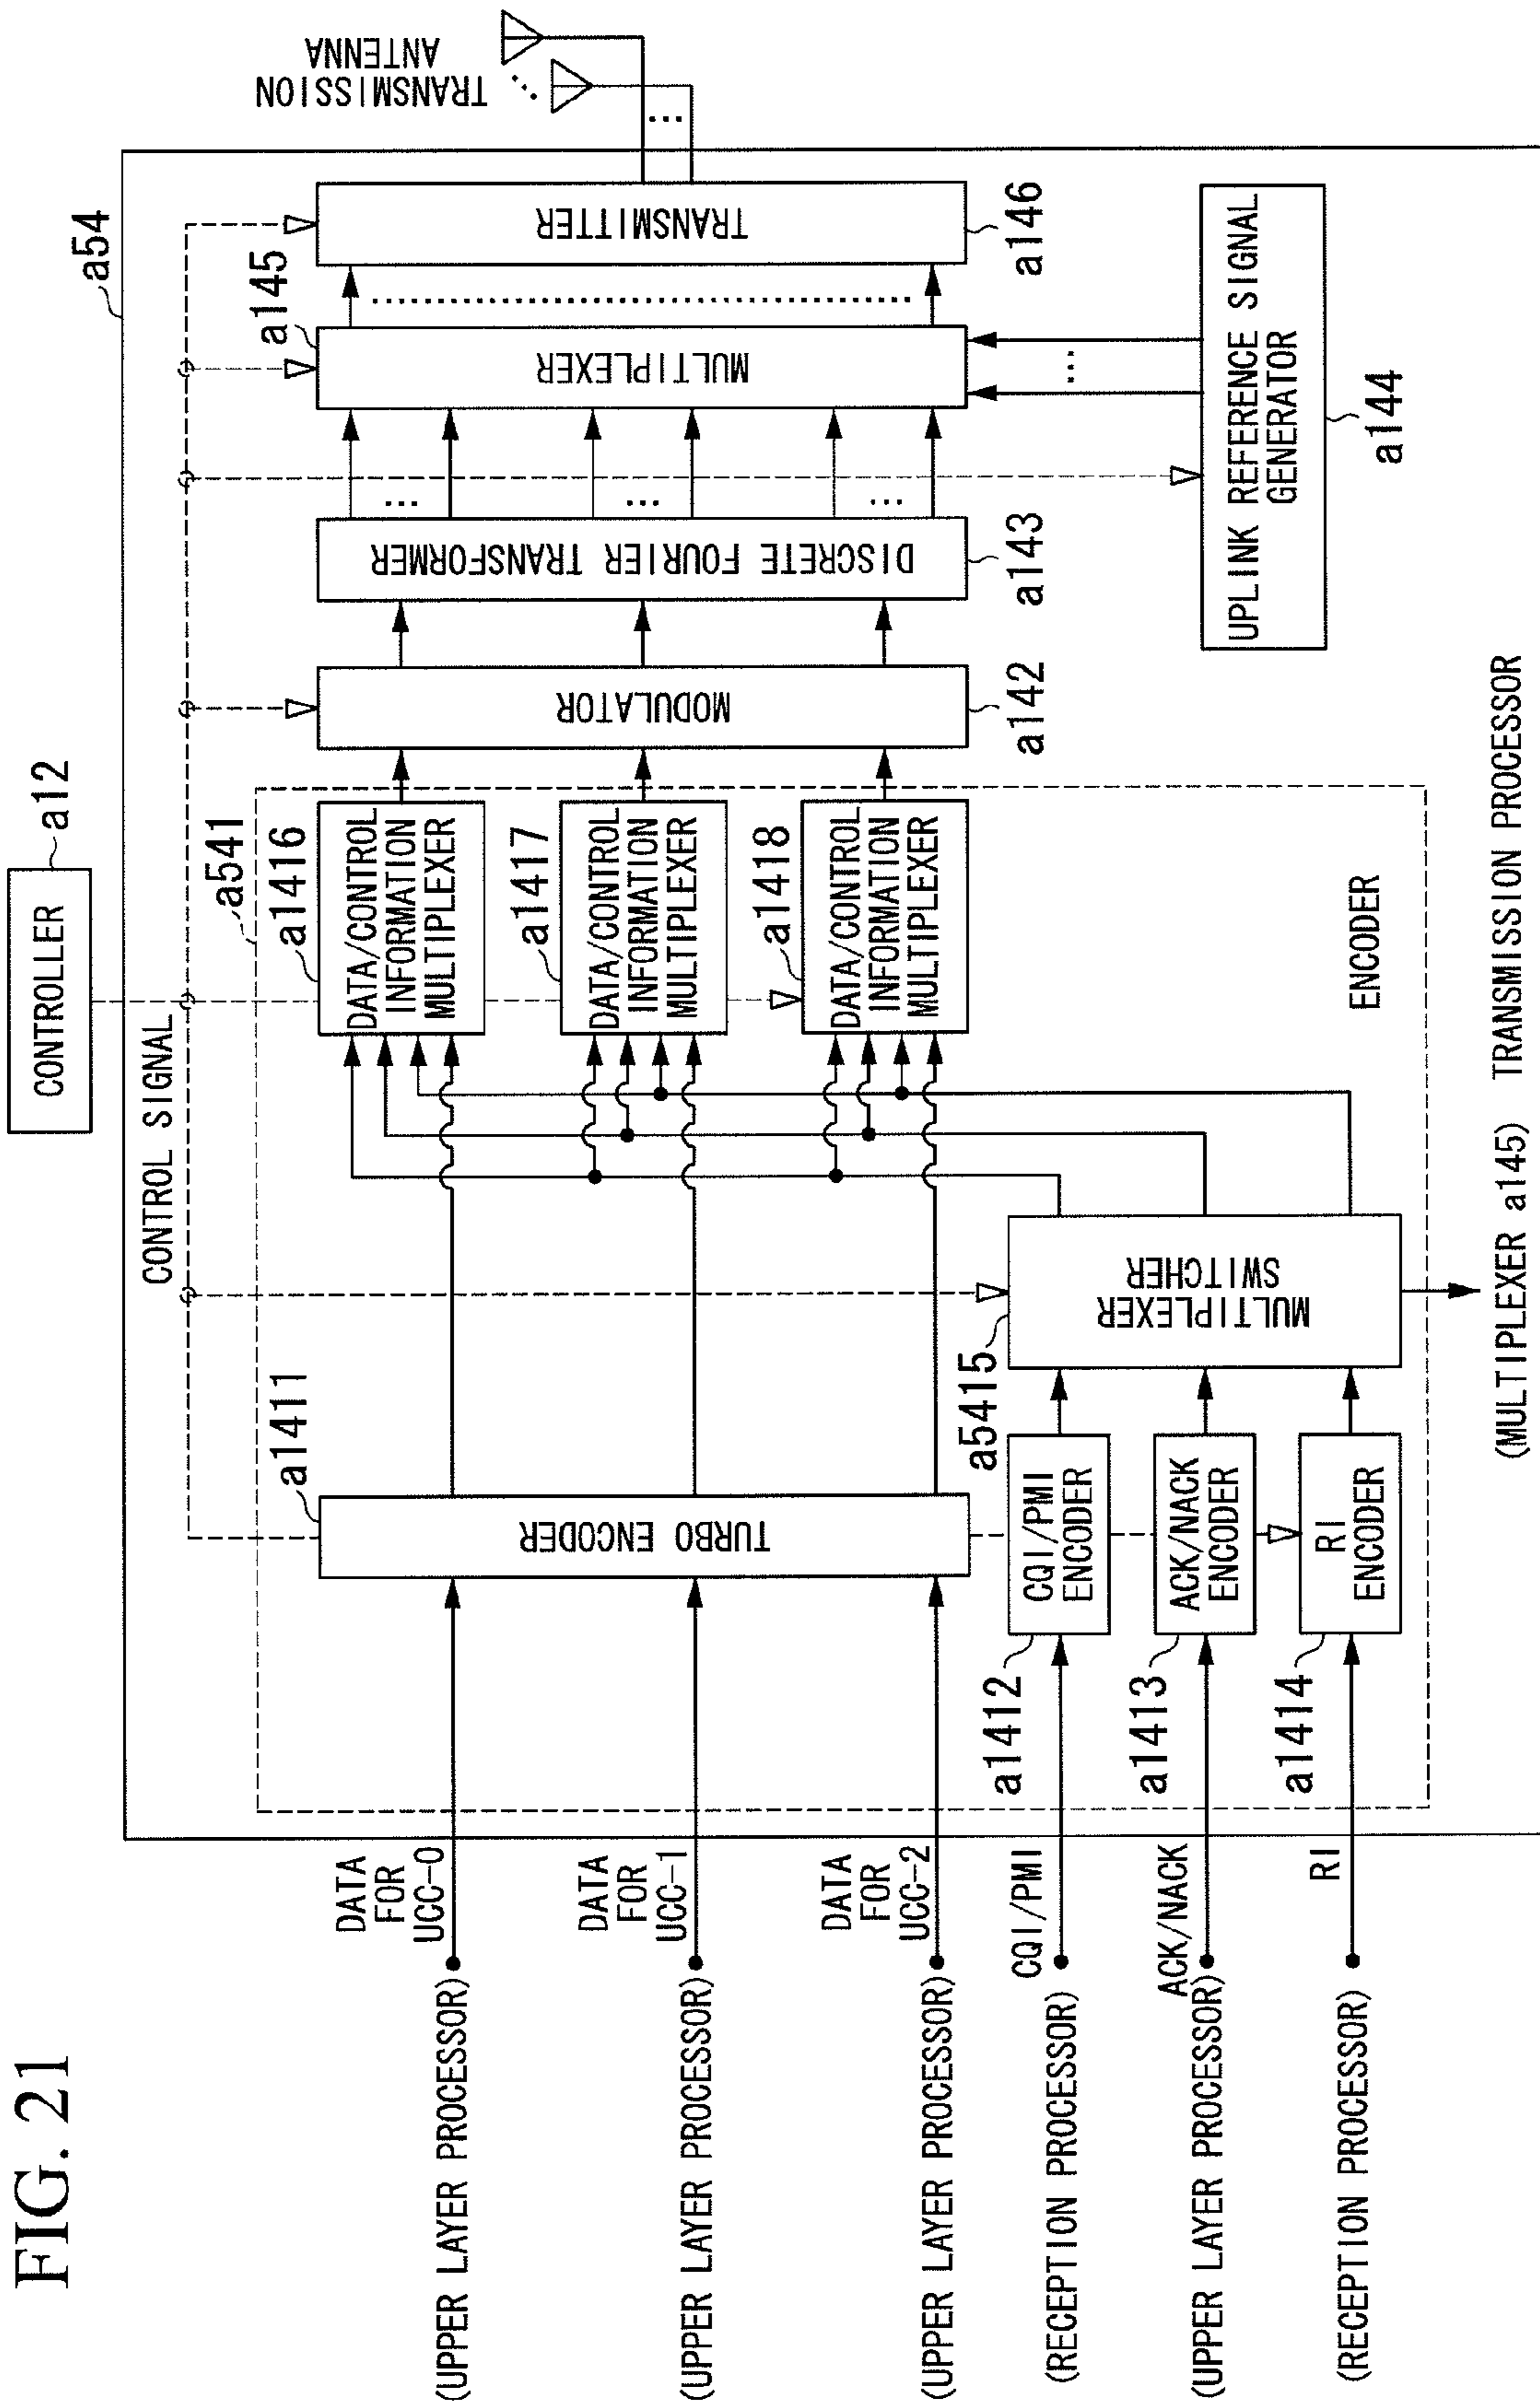 FIG. 21
CONTROLLER
a12
a54
CONTROL SIGNAL
TRANSMISSION
ANTENNA
a541
a1411
TURBO ENCODER
a1416
DATA/CONTROL
INFORMATION
MULTIPLEXER
a1417
DATA/CONTROL
INFORMATION
MULTIPLEXER
a1418
DATA/CONTROL
INFORMATION
MULTIPLEXER
MODULATOR
a142
DISCRETE FOURIER TRANSFORMER
a143
a145
MULTIPLEXER
TRANSMITTER
a146
UPLINK REFERENCE SIGNAL
GENERATOR
a144
DATA
FOR
UCC-0
(UPPER LAYER PROCESSOR)
DATA
FOR
UCC-1
(UPPER LAYER PROCESSOR)
DATA
FOR
UCC-2
(UPPER LAYER PROCESSOR)
CQI/PMI
(RECEPTION PROCESSOR)
ACK/NACK
(UPPER LAYER PROCESSOR)
RI
(RECEPTION PROCESSOR)
a1412
CQI/PMI
ENCODER
a1413
ACK/NACK
ENCODER
a1414
RI
ENCODER
a5415
MULTIPLEXER
SWITCHER
ENCODER
(MULTIPLEXER a145)
TRANSMISSION PROCESSOR